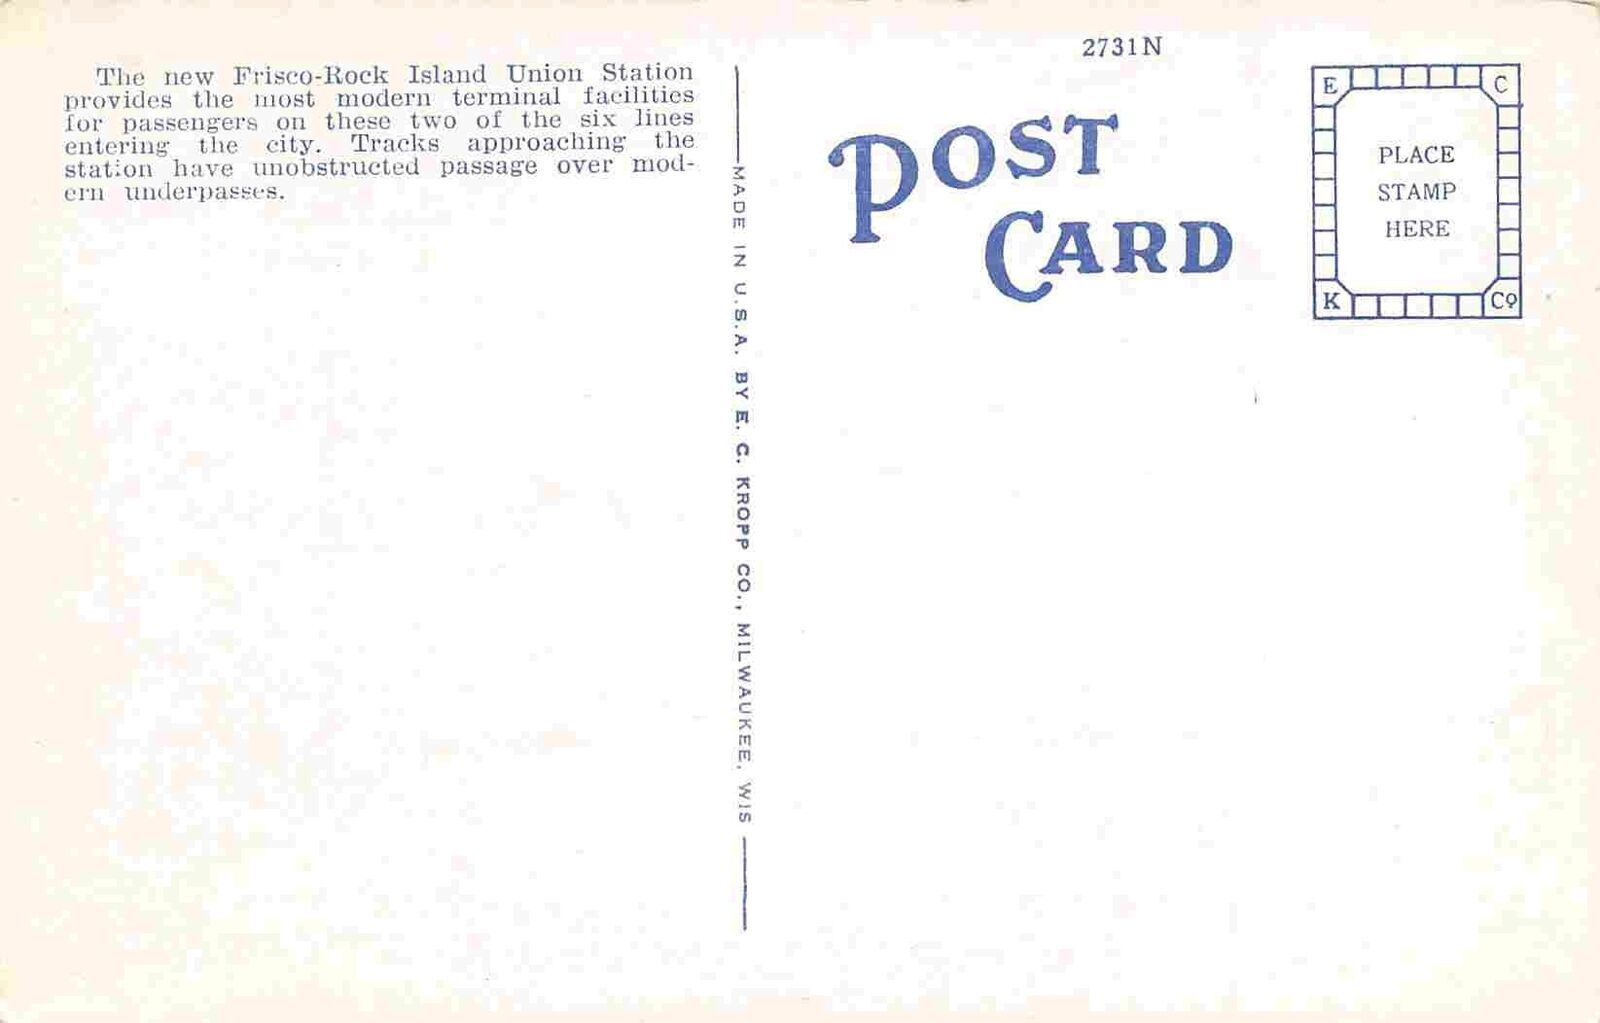 2731N
The new Frisco-Rock Island Union Station
provides the most modern terminal facilities
for passengers on these two of the six lines
entering the city. Tracks approaching the
station have unobstructed passage over mod-
ern underpasses.
MADE IN U.S.A. BY E. C. KROPP CO., MILWAUKEE, WIS
POST
CARD
E C
PLACE
STAMP
HERE
K Co